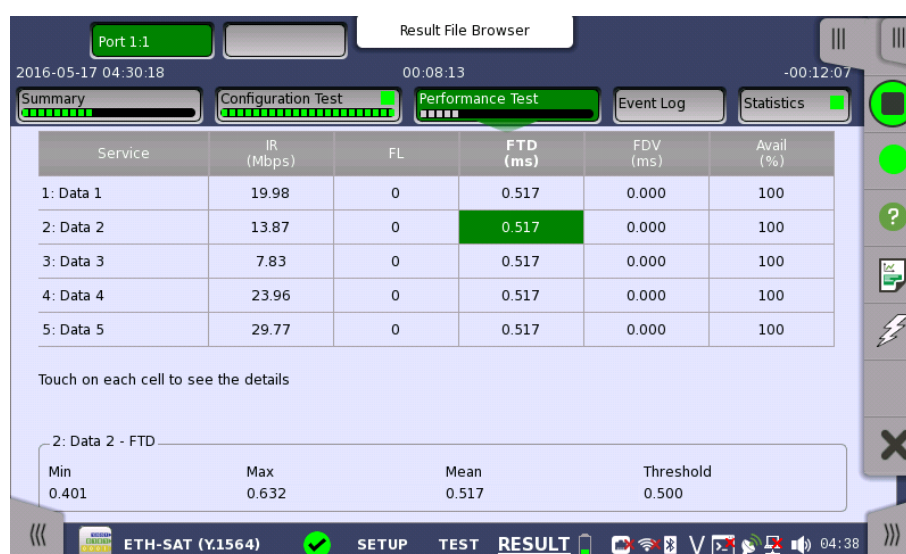 Port 1:1
Result File Browser
2016-05-17 04:30:18 00:08:13 -00:12:07
Summary Configuration Test Performance Test Event Log Statistics
Service IR (Mbps) FL FTD (ms) FDV (ms) Avail (%)
1: Data 1 19.98 0 0.517 0.000 100
2: Data 2 13.87 0 0.517 0.000 100
3: Data 3 7.83 0 0.517 0.000 100
4: Data 4 23.96 0 0.517 0.000 100
5: Data 5 29.77 0 0.517 0.000 100
Touch on each cell to see the details
2: Data 2 - FTD
Min Max Mean Threshold
0.401 0.632 0.517 0.500
ETH-SAT (Y.1564) SETUP TEST RESULT 04:38